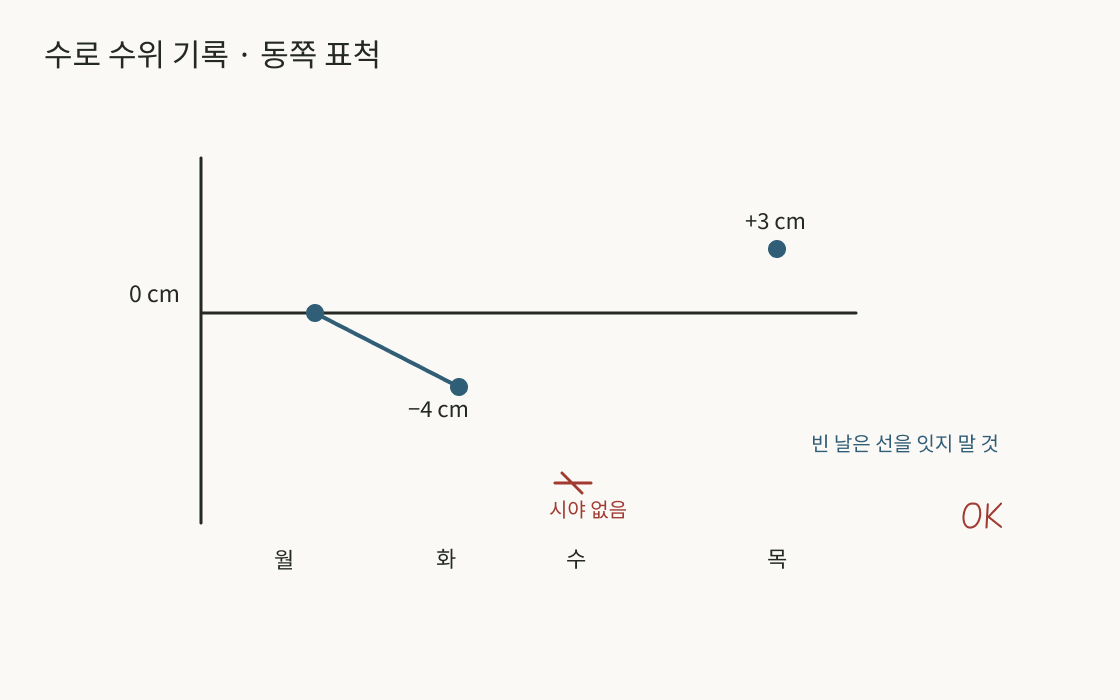 수로 수위 기록 · 동쪽 표척
+3 cm
0 cm
−4 cm
빈 날은 선을 잇지 말 것
시야 없음
OK
월 화 수 목